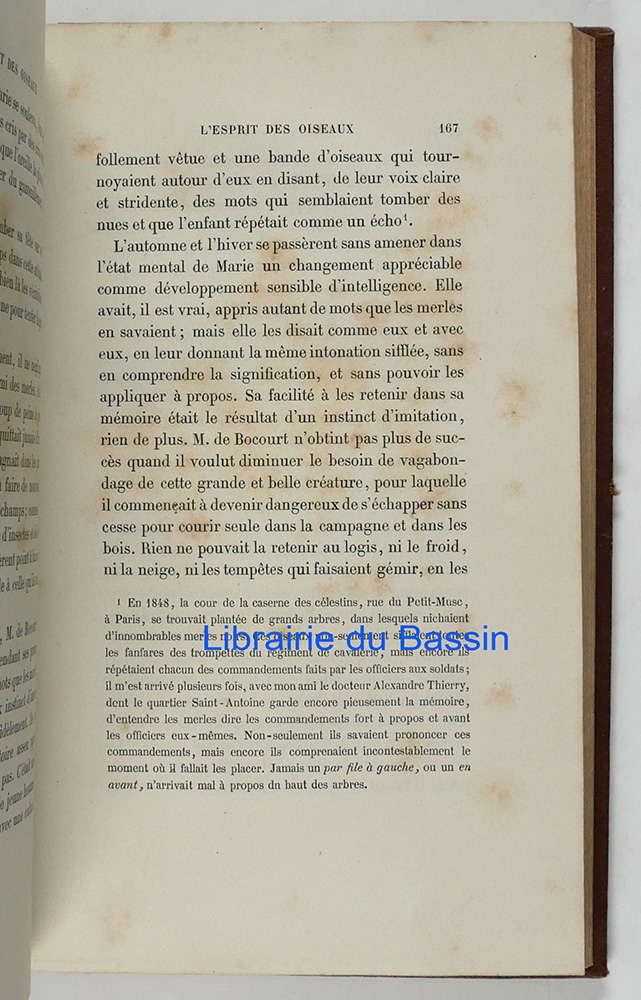 L'ESPRIT DES OISEAUX 167
follement vêtue et une bande d'oiseaux qui tour-
noyaient autour d'eux en disant, de leur voix claire
et stridente, des mots qui semblaient tomber des
nues et que l'enfant répétait comme un écho¹.
L'automne et l'hiver se passèrent sans amener dans
l'état mental de Marie un changement appréciable
comme développement sensible d'intelligence. Elle
avait, il est vrai, appris autant de mots que les merles
en savaient ; mais elle les disait comme eux et avec
eux, en leur donnant la même intonation sifflée, sans
en comprendre la signification, et sans pouvoir les
appliquer à propos. Sa facilité à les retenir dans sa
mémoire était le résultat d'un instinct d'imitation,
rien de plus. M. de Bocourt n'obtint pas plus de suc-
cès quand il voulut diminuer le besoin de vagabon-
dage de cette grande et belle créature, pour laquelle
il commençait à devenir dangereux de s'échapper sans
cesse pour courir seule dans la campagne et dans les
bois. Rien ne pouvait la retenir au logis, ni le froid,
ni la neige, ni les tempêtes qui faisaient gémir, en les
¹ En 1848, la cour de la caserne des célestins, rue du Petit-Musc,
à Paris, se trouvait plantée de grands arbres, dans lesquels nichaient
d'innombrables merles noirs. Ces oiseaux non-seulement sifflaient toutes
les fanfares des trompettes du régiment de cavalerie, mais encore ils
répétaient chacun des commandements faits par les officiers aux soldats ;
il m'est arrivé plusieurs fois, avec mon ami le docteur Alexandre Thierry,
dont le quartier Saint-Antoine garde encore pieusement la mémoire,
d'entendre les merles dire les commandements fort à propos et avant
les officiers eux-mêmes. Non-seulement ils savaient prononcer ces
commandements, mais encore ils comprenaient incontestablement le
moment où il fallait les placer. Jamais un par file à gauche, ou un en
avant, n'arrivait mal à propos du haut des arbres.
Librairie du Bassin
Librairie du Bassin